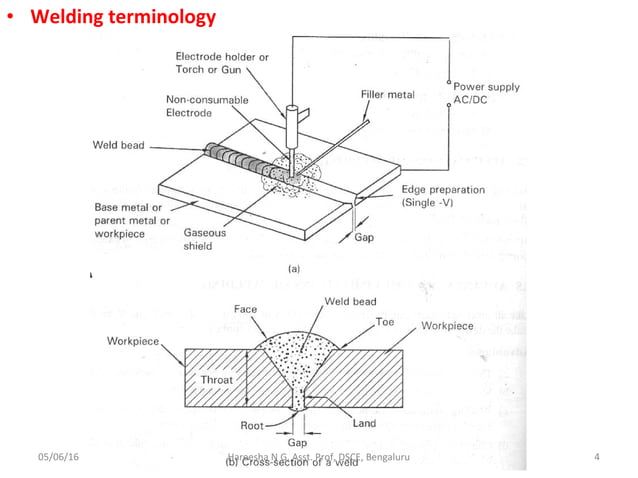 • Welding terminology
Electrode holder or
Torch or Gun
Non-consumable
Electrode
Filler metal
Power supply
AC/DC
Weld bead
Edge preparation
(Single -V)
Base metal or
parent metal or
workpiece
Gaseous
shield
Gap
(a)
Face
Weld bead
Toe
Workpiece
Workpiece
Throat
Root
Land
Gap
(b) Cross-section of a weld
05/06/16
Hareesha N G, Asst. Prof, DSCE, Bengaluru
4